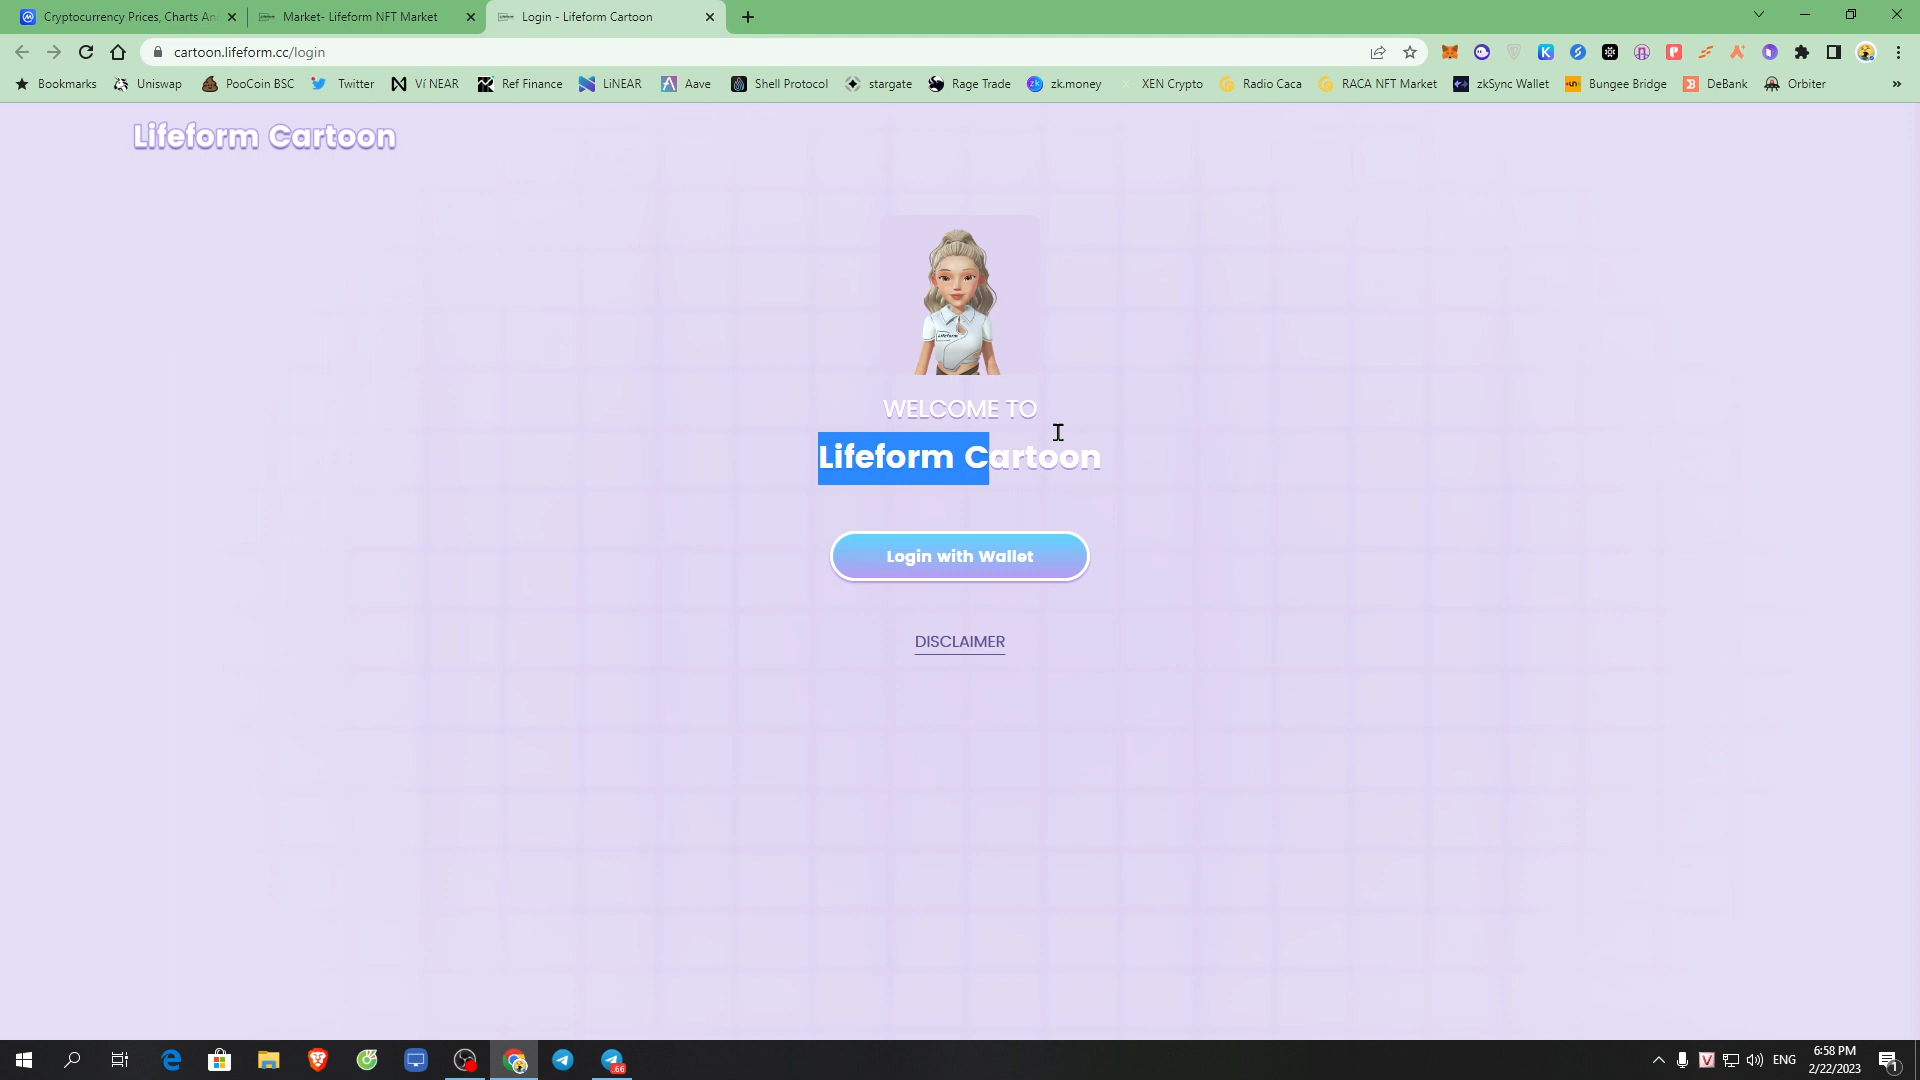 Cryptocurrency Prices, Charts An
Market- Lifeform NFT Market
Login - Lifeform Cartoon
cartoon.lifeform.cc/login
Bookmarks
Uniswap
PooCoin BSC
Twitter
Ví NEAR
Ref Finance
LiNEAR
Aave
Shell Protocol
stargate
Rage Trade
zk.money
XEN Crypto
Radio Caca
RACA NFT Market
zkSync Wallet
Bungee Bridge
DeBank
Orbiter
Lifeform Cartoon
WELCOME TO
Lifeform Cartoon
Login with Wallet
DISCLAIMER
66
ENG
6:58 PM
2/22/2023
1